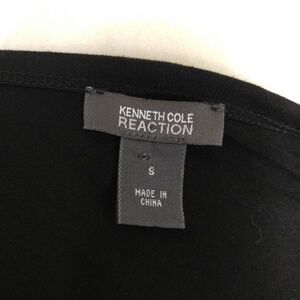 KENNETH COLE
REACTION
S
MADE IN
CHINA